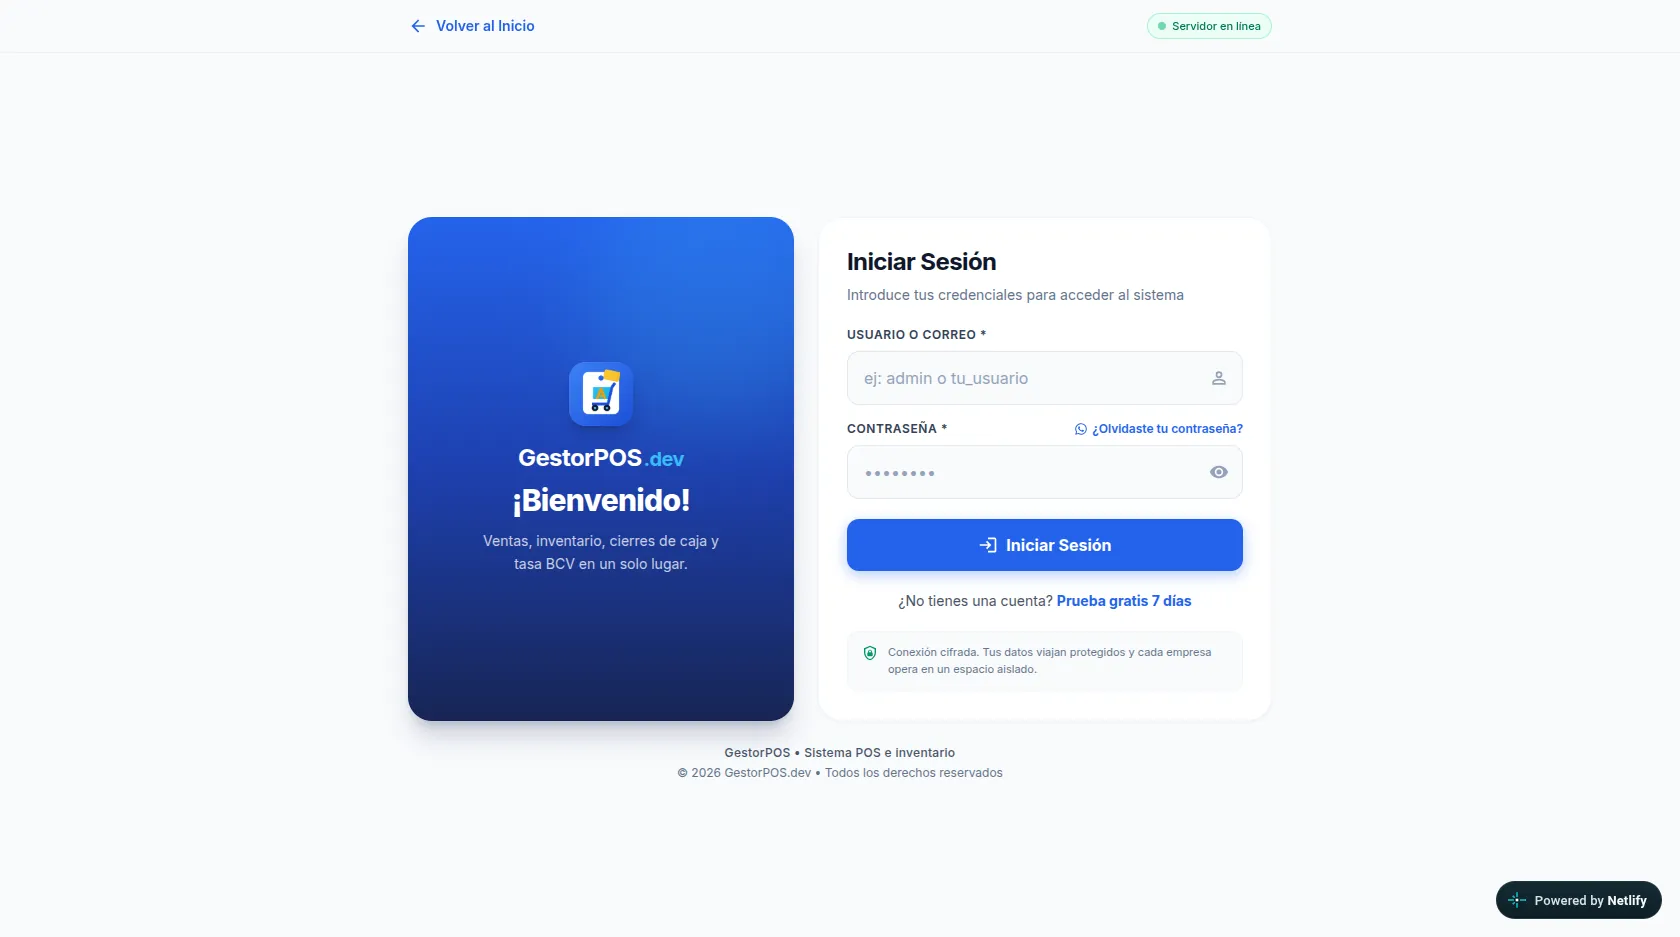 Volver al Inicio
Servidor en línea
GestorPOS.dev
¡Bienvenido!
Ventas, inventario, cierres de caja y
tasa BCV en un solo lugar.
Iniciar Sesión
Introduce tus credenciales para acceder al sistema
USUARIO O CORREO *
ej: admin o tu_usuario
CONTRASEÑA *
¿Olvidaste tu contraseña?
••••••••
Iniciar Sesión
¿No tienes una cuenta? Prueba gratis 7 días
Conexión cifrada. Tus datos viajan protegidos y cada empresa
opera en un espacio aislado.
GestorPOS • Sistema POS e inventario
© 2026 GestorPOS.dev • Todos los derechos reservados
Powered by Netlify